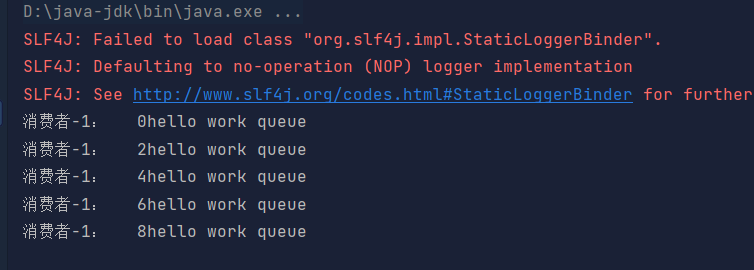 D:\java-jdk\bin\java.exe ...
SLF4J: Failed to load class "org.slf4j.impl.StaticLoggerBinder".
SLF4J: Defaulting to no-operation (NOP) logger implementation
SLF4J: See http://www.slf4j.org/codes.html#StaticLoggerBinder for further
消费者-1：   0hello work queue
消费者-1：   2hello work queue
消费者-1：   4hello work queue
消费者-1：   6hello work queue
消费者-1：   8hello work queue